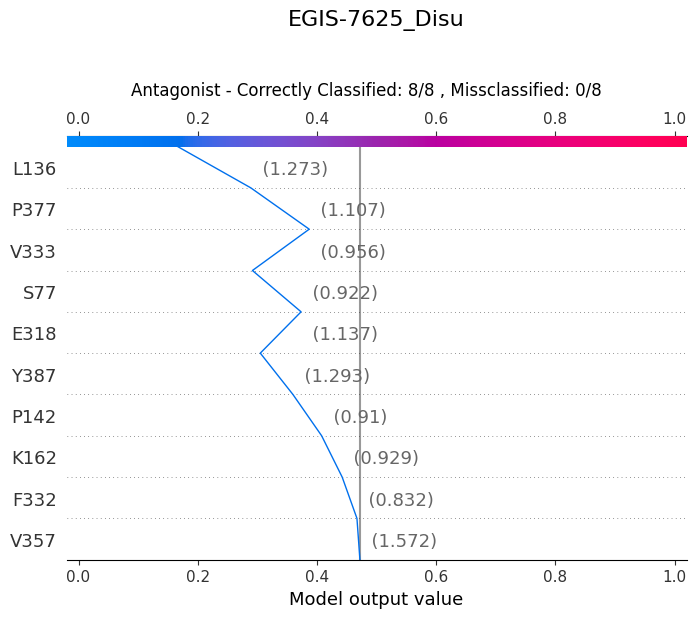 EGIS-7625_Disu
Antagonist - Correctly Classified: 8/8 , Missclassified: 0/8
0.0 0.2 0.4 0.6 0.8 1.0
L136 (1.273)
P377 (1.107)
V333 (0.956)
S77 (0.922)
E318 (1.137)
Y387 (1.293)
P142 (0.91)
K162 (0.929)
F332 (0.832)
V357 (1.572)
0.0 0.2 0.4 0.6 0.8 1.0
Model output value